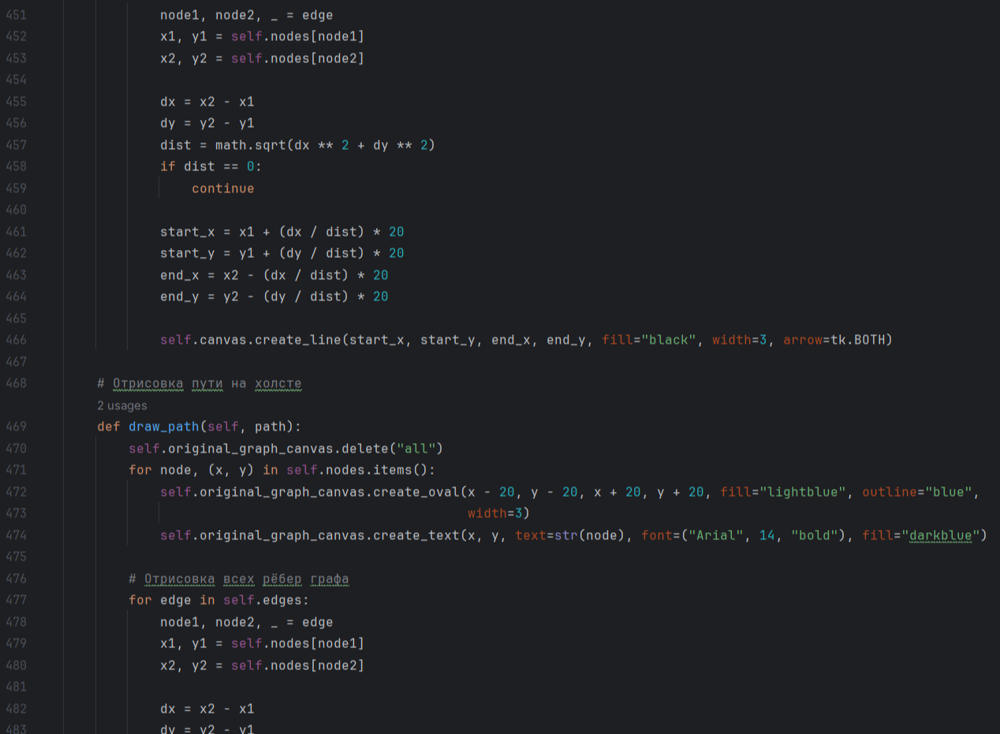 451 node1, node2, _ = edge
452 x1, y1 = self.nodes[node1]
453 x2, y2 = self.nodes[node2]
454
455 dx = x2 - x1
456 dy = y2 - y1
457 dist = math.sqrt(dx ** 2 + dy ** 2)
458 if dist == 0:
459 continue
460
461 start_x = x1 + (dx / dist) * 20
462 start_y = y1 + (dy / dist) * 20
463 end_x = x2 - (dx / dist) * 20
464 end_y = y2 - (dy / dist) * 20
465
466 self.canvas.create_line(start_x, start_y, end_x, end_y, fill="black", width=3, arrow=tk.BOTH)
467
468 # Отрисовка пути на холсте
2 usages
469 def draw_path(self, path):
470 self.original_graph_canvas.delete("all")
471 for node, (x, y) in self.nodes.items():
472 self.original_graph_canvas.create_oval(x - 20, y - 20, x + 20, y + 20, fill="lightblue", outline="blue",
473 width=3)
474 self.original_graph_canvas.create_text(x, y, text=str(node), font=("Arial", 14, "bold"), fill="darkblue")
475
476 # Отрисовка всех рёбер графа
477 for edge in self.edges:
478 node1, node2, _ = edge
479 x1, y1 = self.nodes[node1]
480 x2, y2 = self.nodes[node2]
481
482 dx = x2 - x1
483 dy = y2 - y1